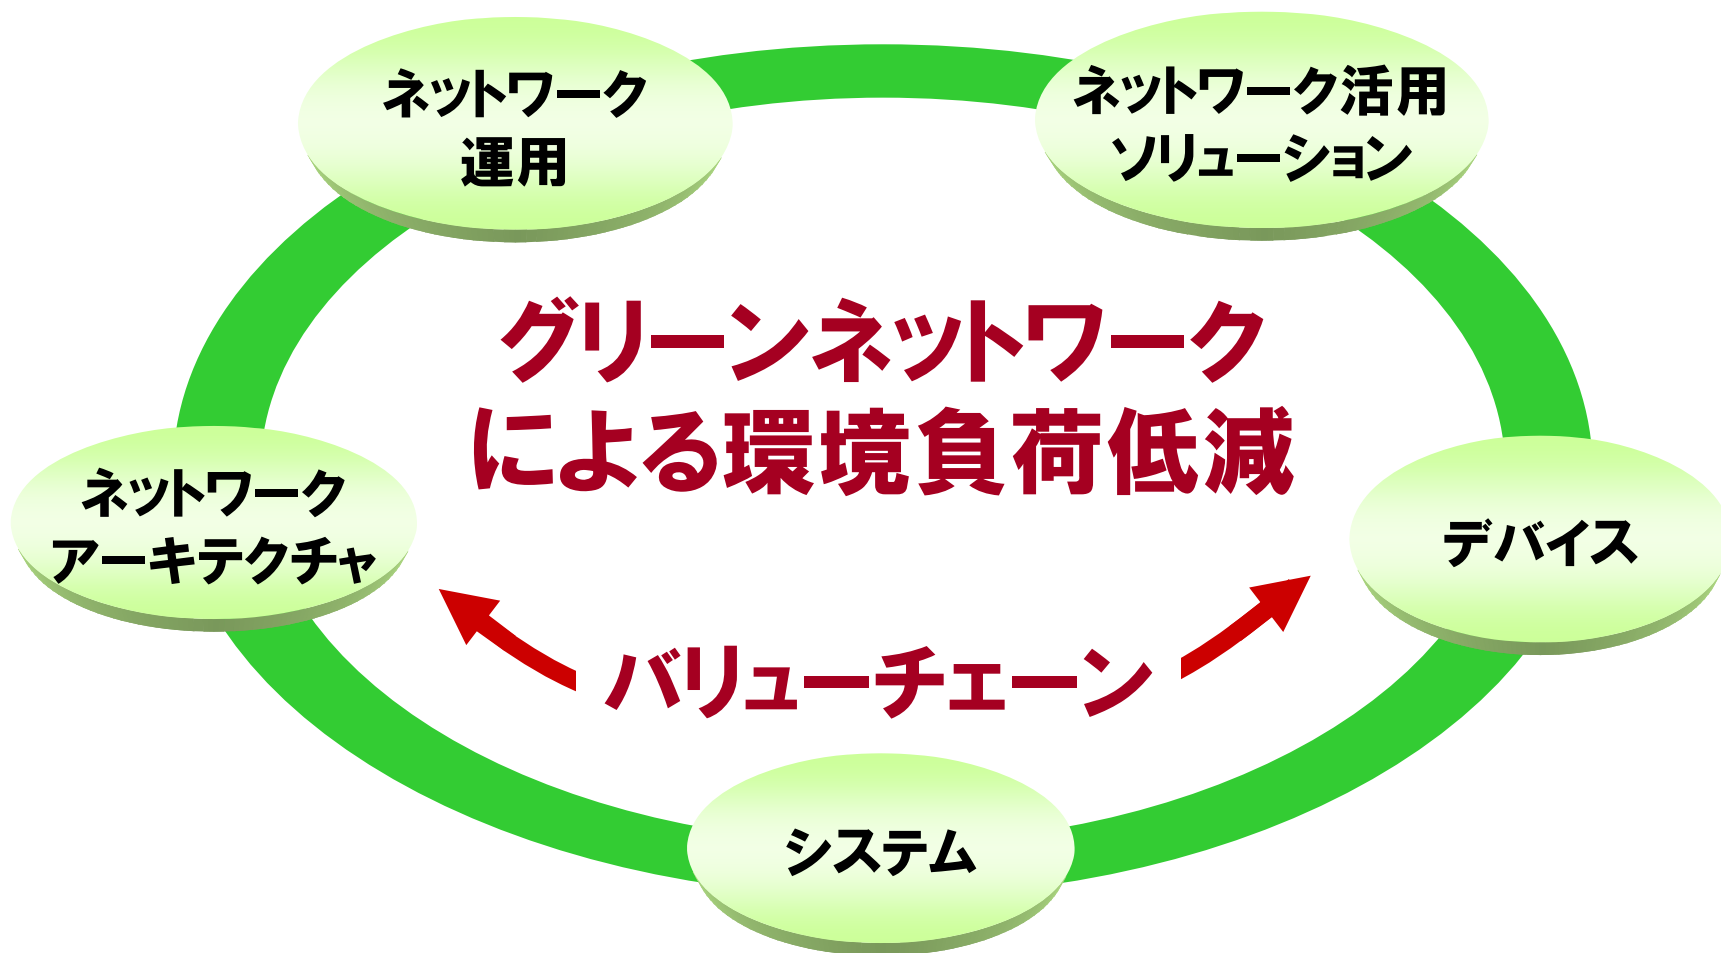 ネットワーク
運用
ネットワーク活用
ソリューション
グリーンネットワーク
による環境負荷低減
ネットワーク
アーキテクチャ
デバイス
バリューチェーン
システム